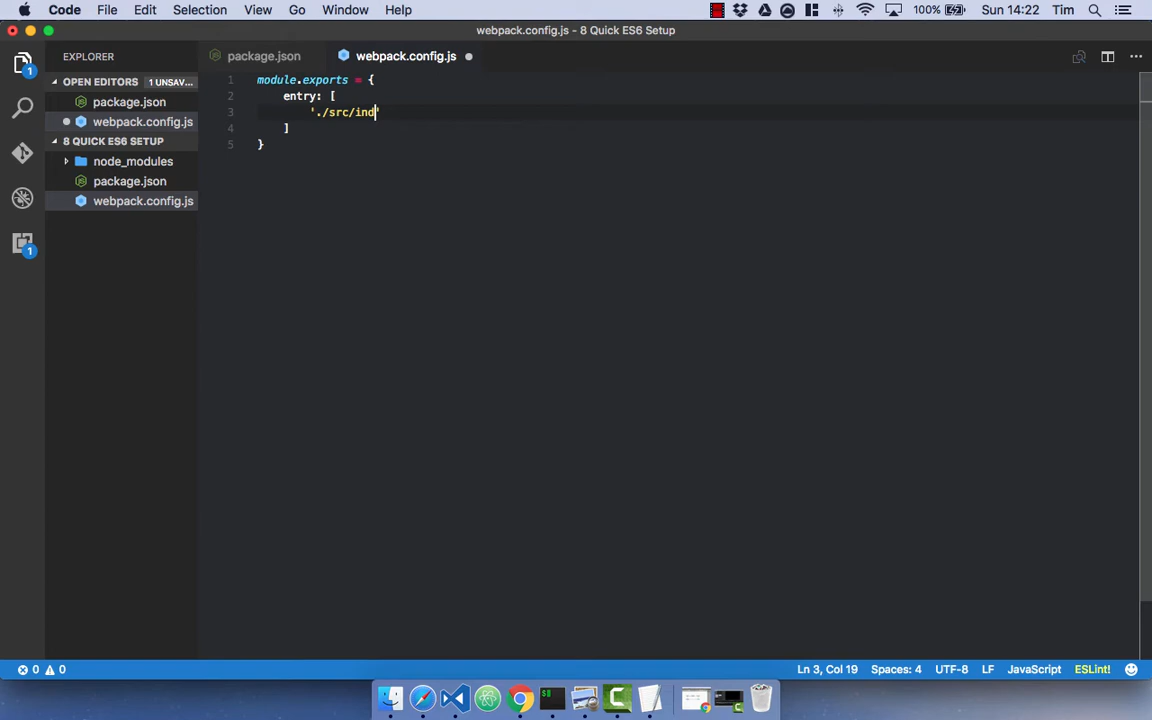 Code File Edit Selection View Go Window Help 100% Sun 14:22 Tim
webpack.config.js - 8 Quick ES6 Setup
EXPLORER
package.json
webpack.config.js
OPEN EDITORS 1 UNSAV...
package.json
webpack.config.js
8 QUICK ES6 SETUP
node_modules
package.json
webpack.config.js
1 module.exports = {
2 entry: [
3 './src/ind'
4 ]
5 }
1
1
0 0
Ln 3, Col 19 Spaces: 4 UTF-8 LF JavaScript ESLint!